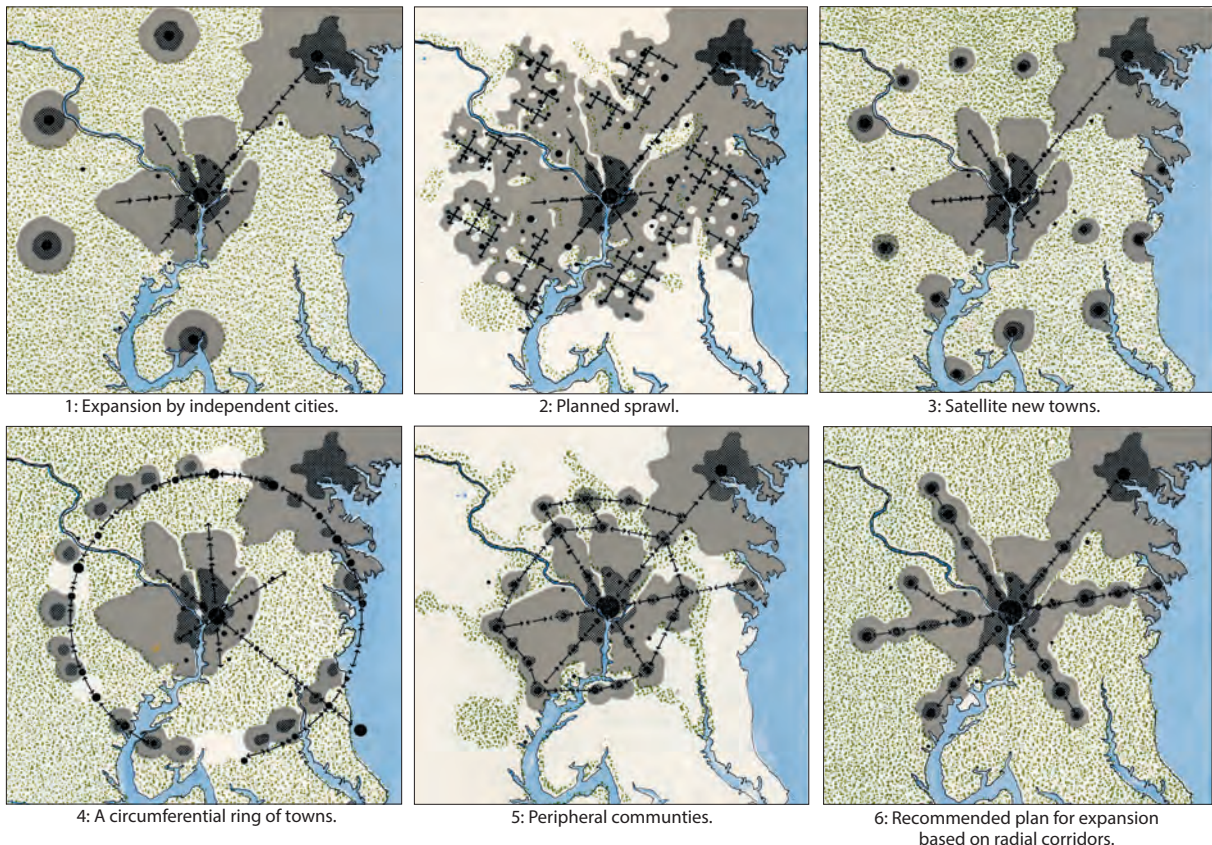 1: Expansion by independent cities.
2: Planned sprawl.
3: Satellite new towns.
4: A circumferential ring of towns.
5: Peripheral communties.
6: Recommended plan for expansion
based on radial corridors.